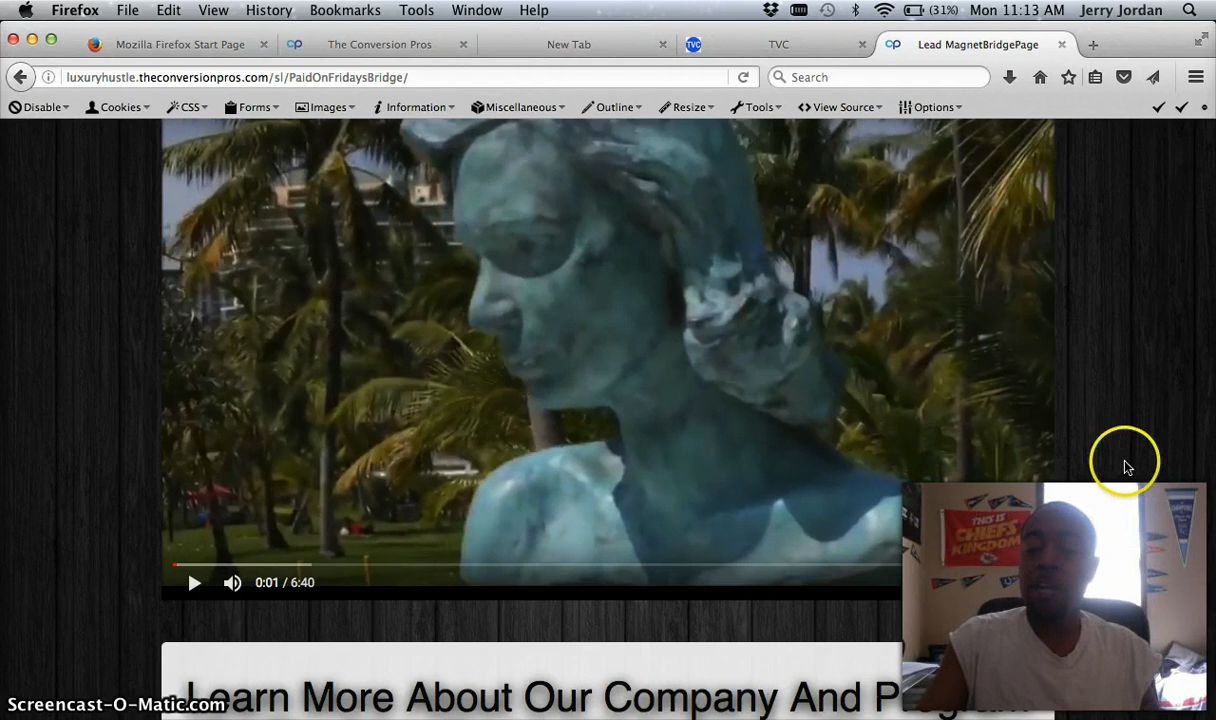 Firefox File Edit View History Bookmarks Tools Window Help (31%) Mon 11:13 AM Jerry Jordan
Mozilla Firefox Start Page The Conversion Pros New Tab TVC TVC Lead MagnetBridgePage
luxuryhustle.theconversionpros.com/sl/PaidOnFridaysBridge/ Search
Disable Cookies CSS Forms Images Information Miscellaneous Outline Resize Tools View Source Options
THIS IS
CHIEFS
KINGDOM
0:01 / 6:40
Learn More About Our Company And
Screencast-O-Matic.com